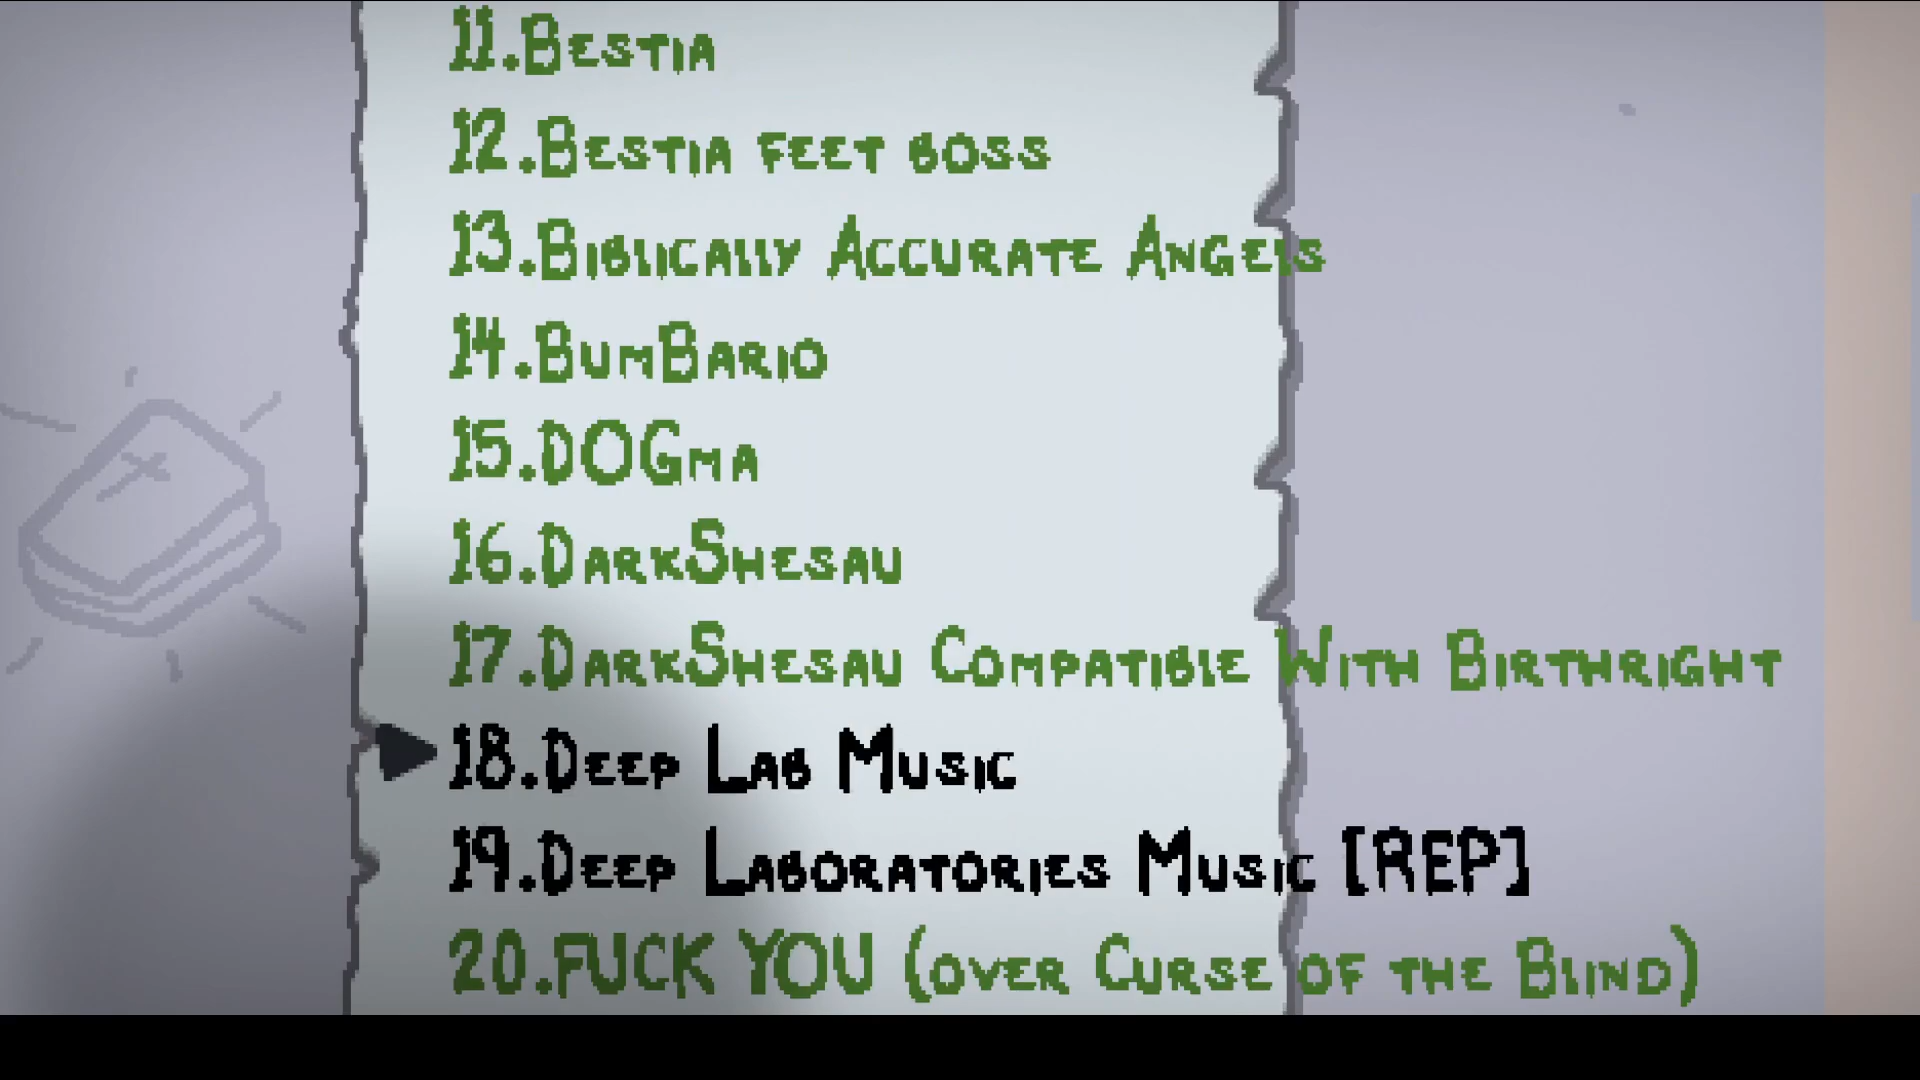 11.Bestia
12.Bestia feet boss
13.Biblically Accurate Angels
14.BumBario
15.DOGma
16.DarkShesau
17.DarkShesau Compatible With Birthright
18.Deep Lab Music
19.Deep Laboratories Music [REP]
20.FUCK YOU (over Curse of the Blind)